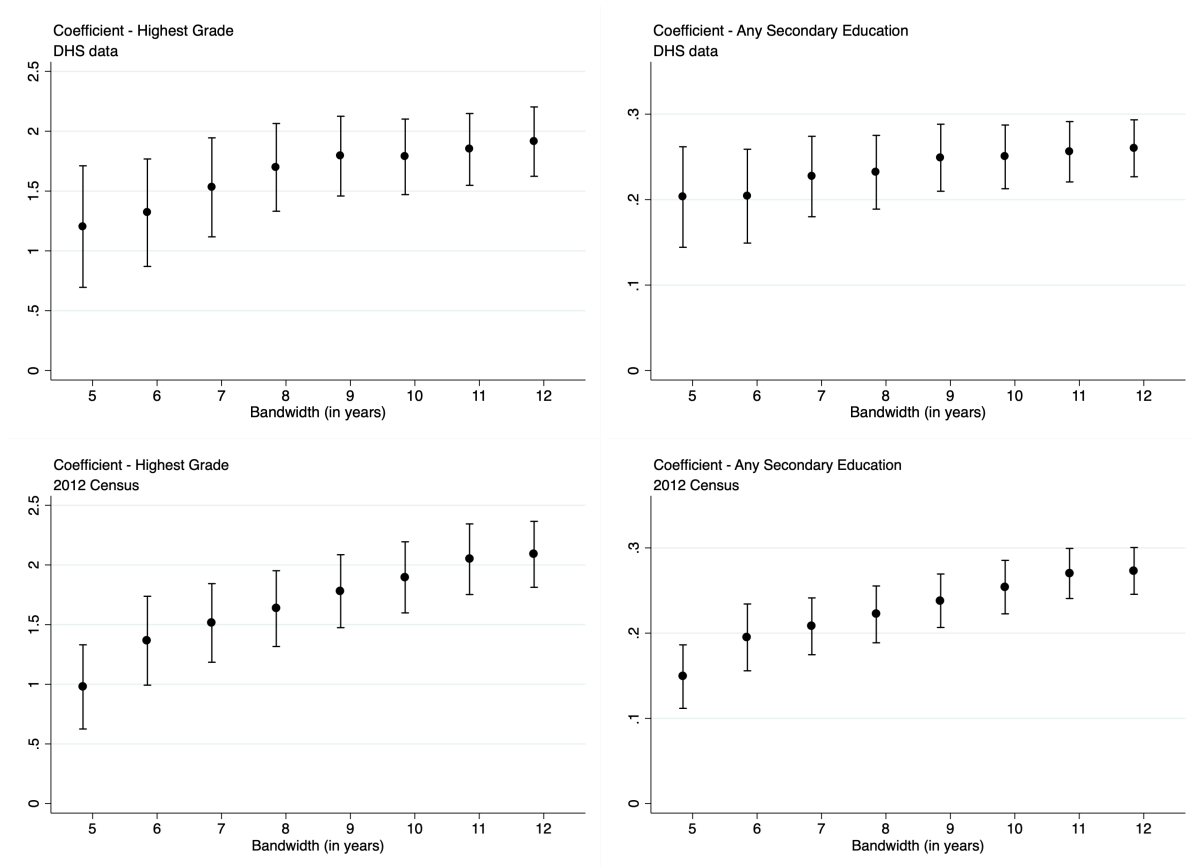 Coefficient - Highest Grade
DHS data
2.5
2
1.5
1
.5
0
5 6 7 8 9 10 11 12
Bandwidth (in years)
Coefficient - Any Secondary Education
DHS data
.3
.2
.1
0
5 6 7 8 9 10 11 12
Bandwidth (in years)
Coefficient - Highest Grade
2012 Census
2.5
2
1.5
1
.5
0
5 6 7 8 9 10 11 12
Bandwidth (in years)
Coefficient - Any Secondary Education
2012 Census
.3
.2
.1
0
5 6 7 8 9 10 11 12
Bandwidth (in years)